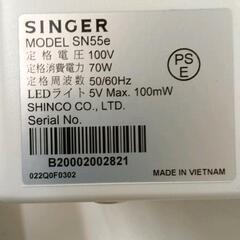 SINGER
MODEL SN55e
定格電圧 100V
定格消費電力 70W
定格周波数 50/60Hz
LEDライト 5V Max. 100mW
SHINCO CO., LTD.
Serial No.
PS
E
B20002002821
022Q0F0302
MADE IN VIETNAM